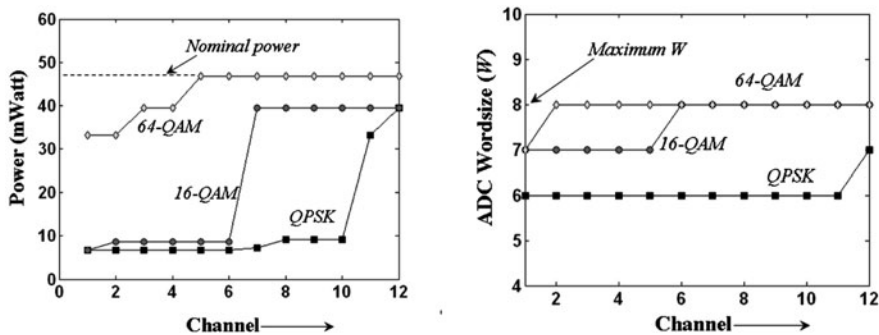 60
50
40
30
20
10
0
Power (mWatt)
Nominal power
64-QAM
16-QAM
QPSK
0 2 4 6 8 10 12
Channel
10
9
8
7
6
5
4
ADC Wordsize (W)
Maximum W
64-QAM
16-QAM
QPSK
2 4 6 8 10 12
Channel